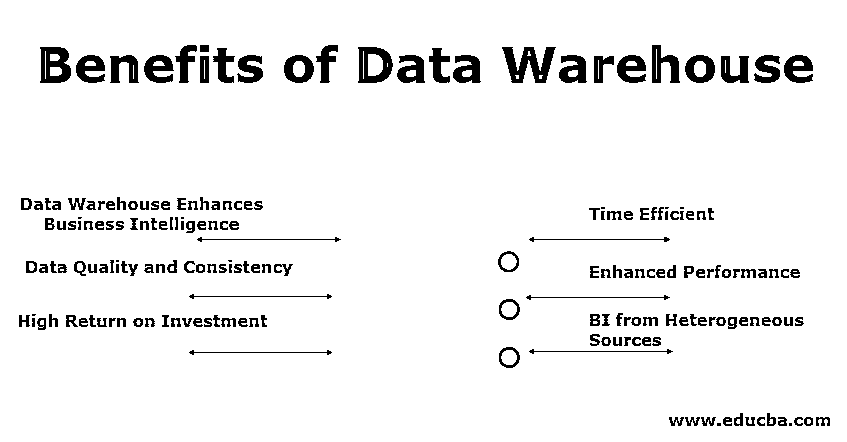 Benefits of Data Warehouse
Data Warehouse Enhances
Business Intelligence
Data Quality and Consistency
High Return on Investment
Time Efficient
Enhanced Performance
BI from Heterogeneous
Sources
www.educba.com